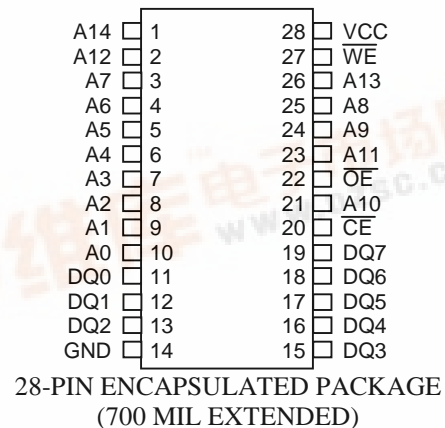 A14 1 28 VCC
A12 2 27 W̅E̅
A7 3 26 A13
A6 4 25 A8
A5 5 24 A9
A4 6 23 A11
A3 7 22 O̅E̅
A2 8 21 A10
A1 9 20 C̅E̅
A0 10 19 DQ7
DQ0 11 18 DQ6
DQ1 12 17 DQ5
DQ2 13 16 DQ4
GND 14 15 DQ3
28-PIN ENCAPSULATED PACKAGE
(700 MIL EXTENDED)